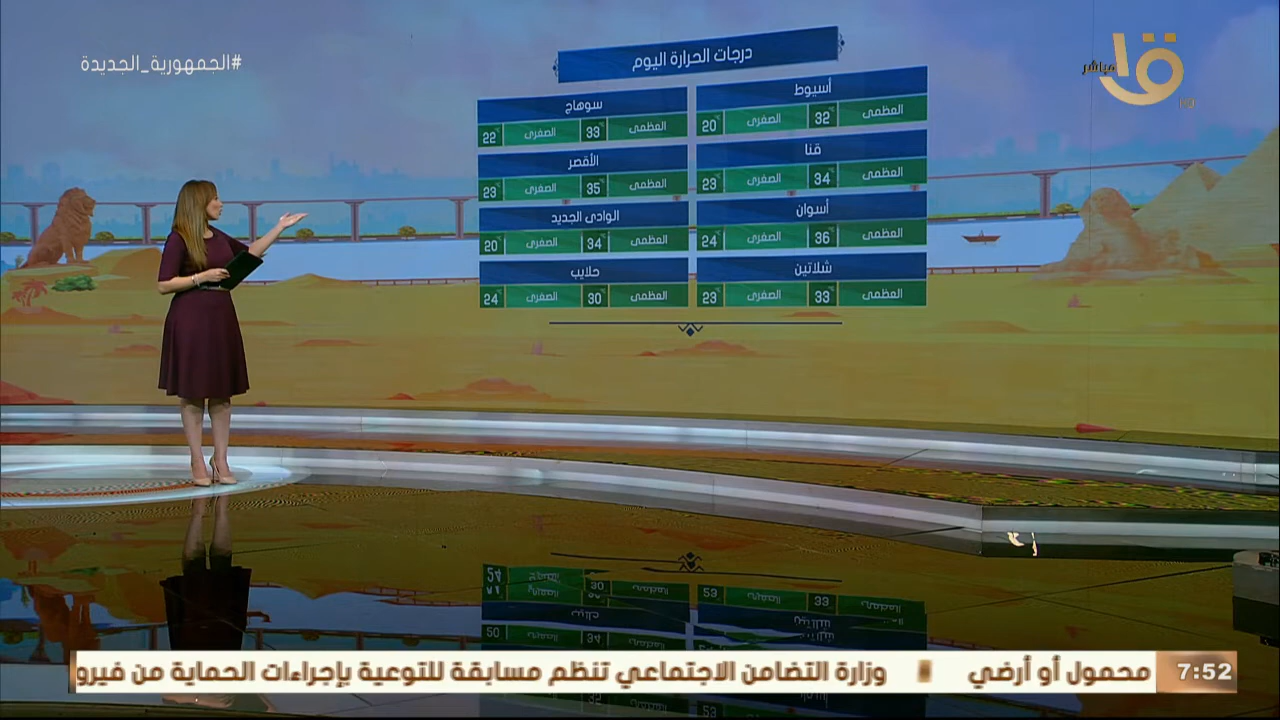 #الجمهورية_الجديدة
مباشر
درجات الحرارة اليوم
أسيوط
العظمى 32 الصغرى 20
سوهاج
العظمى 33 الصغرى 22
قنا
العظمى 34 الصغرى 23
الأقصر
العظمى 35 الصغرى 23
أسوان
العظمى 36 الصغرى 24
الوادى الجديد
العظمى 34 الصغرى 20
شلاتين
العظمى 33 الصغرى 23
حلايب
العظمى 30 الصغرى 24
7:52 محمول أو أرضي وزارة التضامن الاجتماعي تنظم مسابقة للتوعية بإجراءات الحماية من فيرو